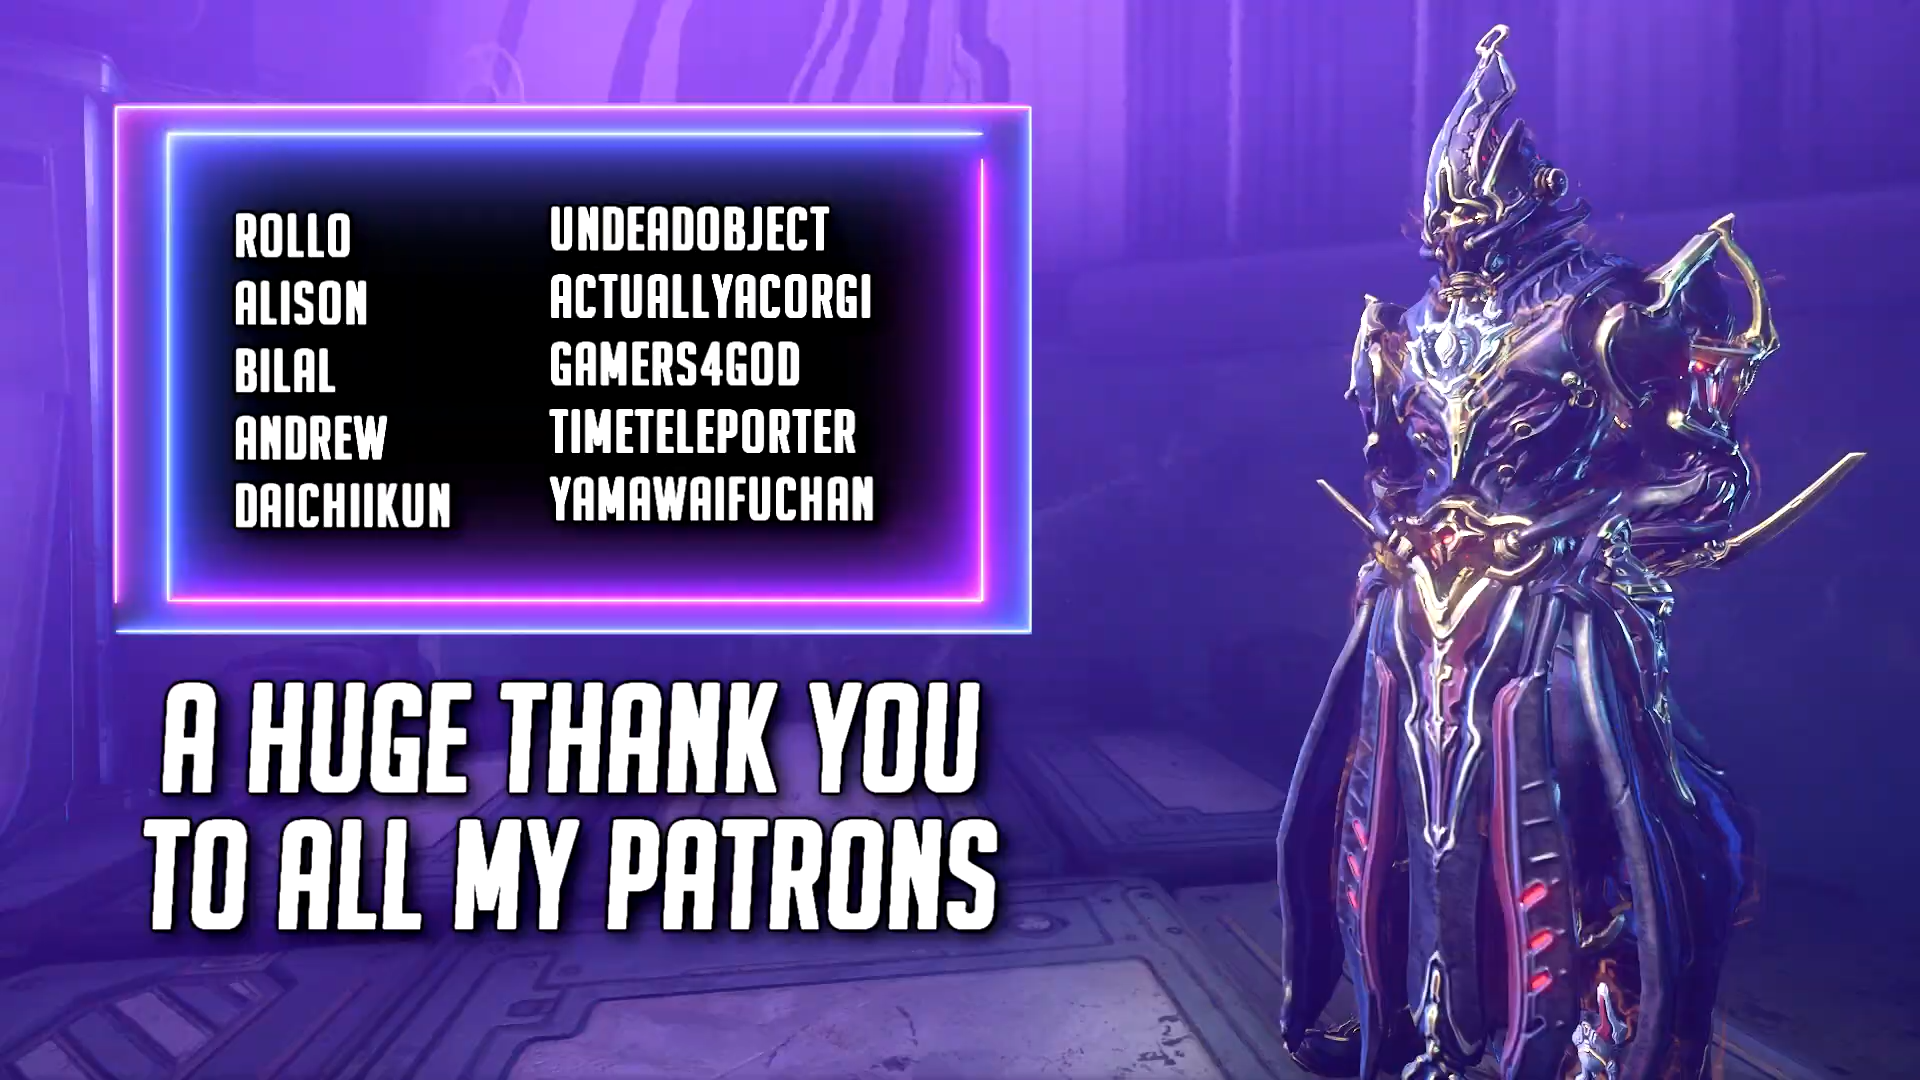 ROLLO
ALISON
BILAL
ANDREW
DAICHIIKUN
UNDEADOBJECT
ACTUALLYACORGI
GAMERS4GOD
TIMETELEPORTER
YAMAWAIFUCHAN
A HUGE THANK YOU
TO ALL MY PATRONS